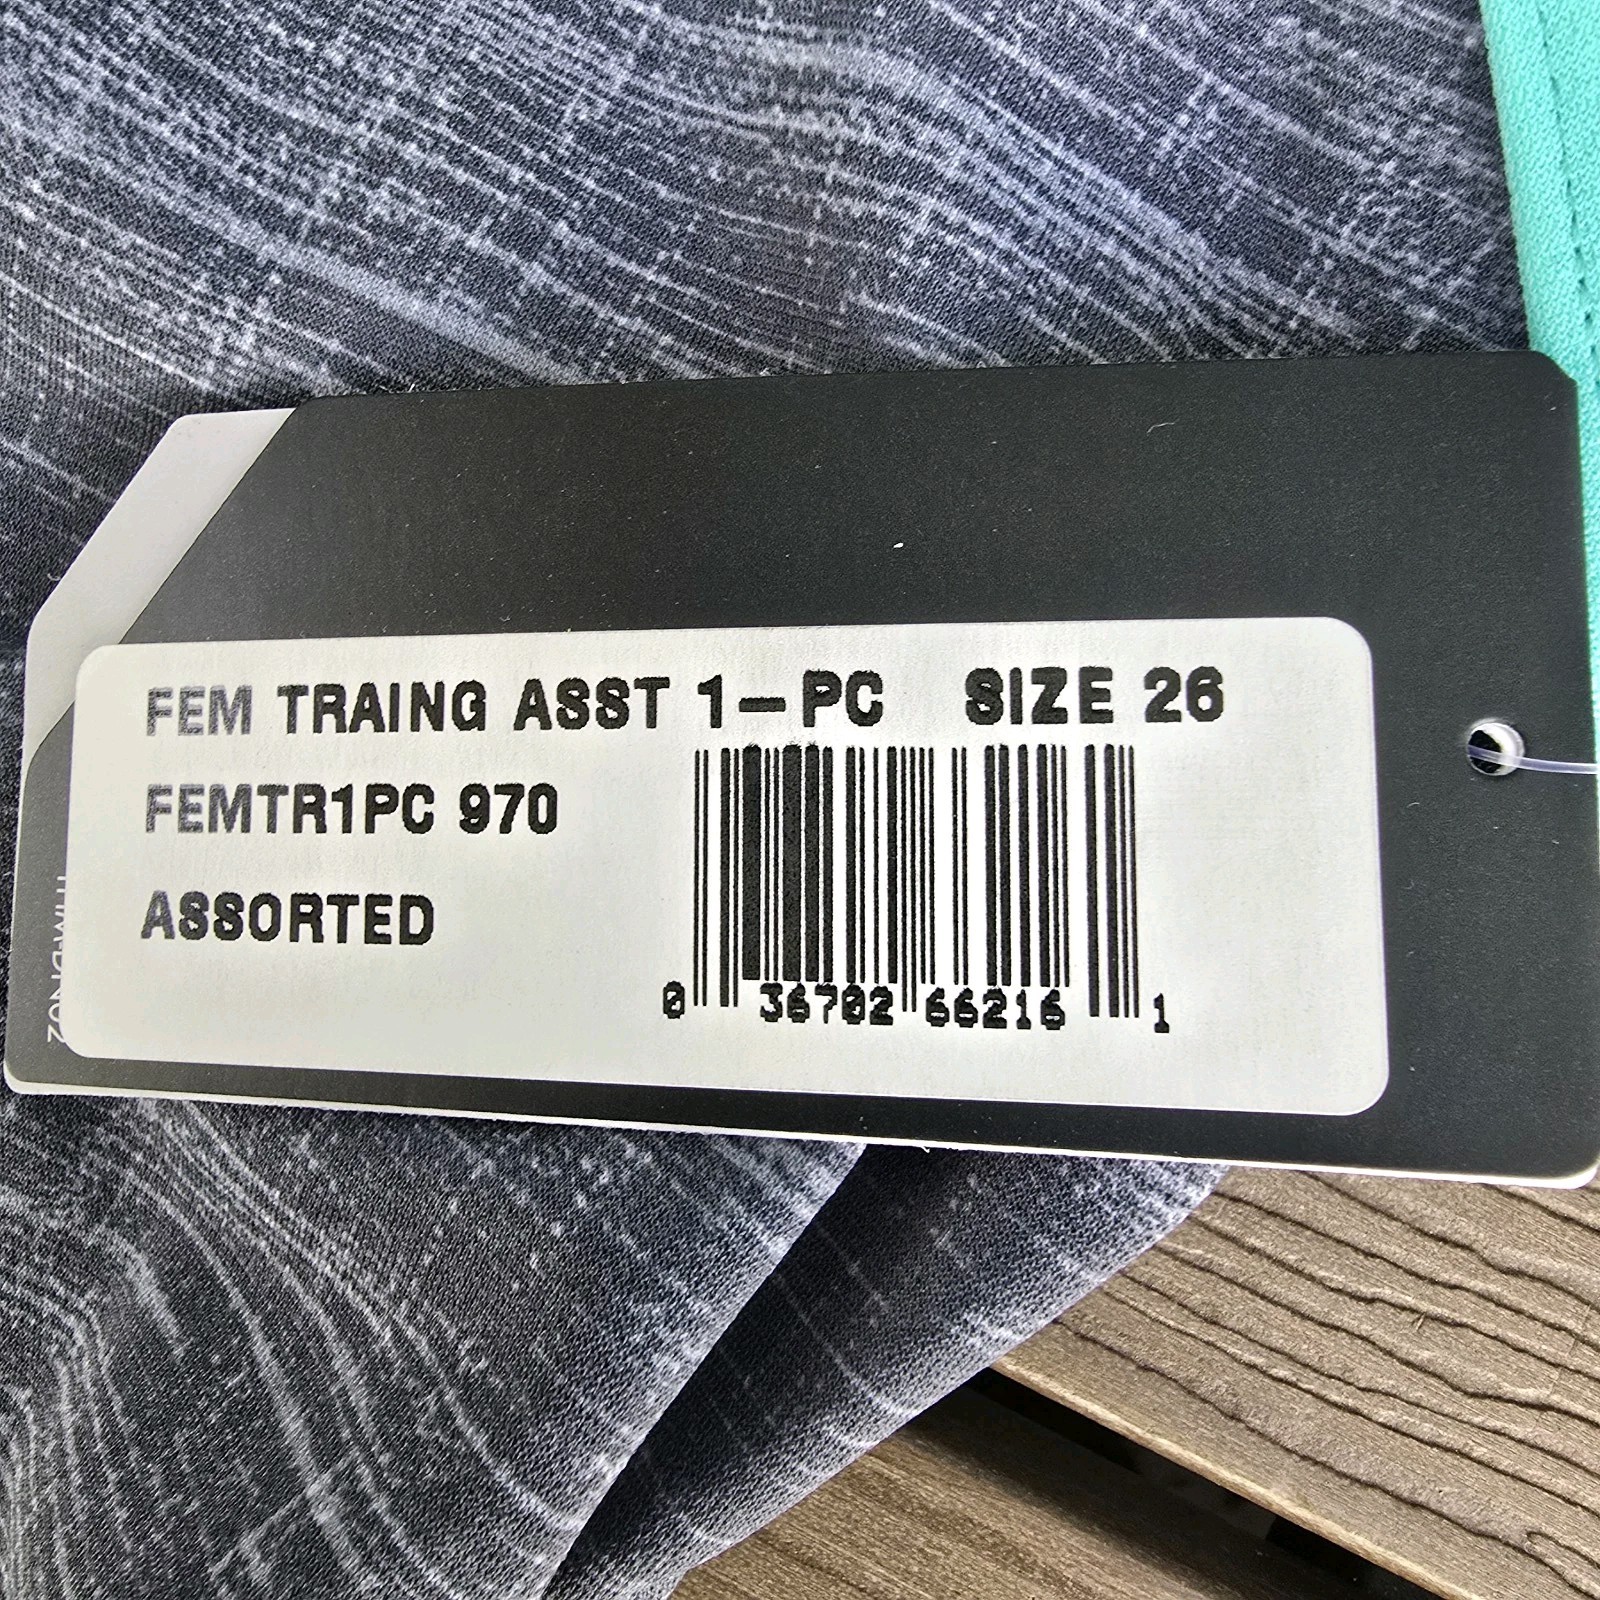 FEM TRAING ASST 1-PC SIZE 26
FEMTR1PC 970
ASSORTED
0 36702 66216 1